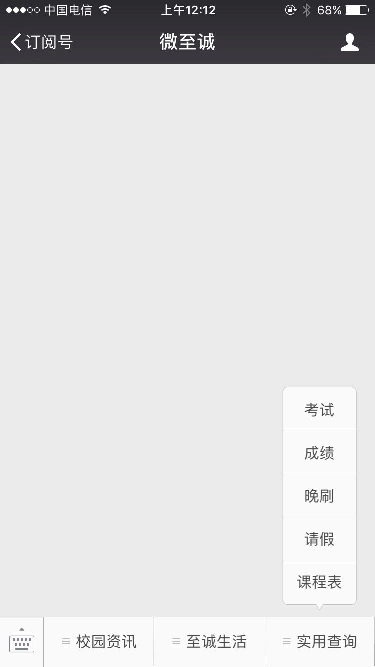 中国电信 上午12:12 68%
订阅号 微至诚
考试
成绩
晚刷
请假
课程表
校园资讯 至诚生活 实用查询